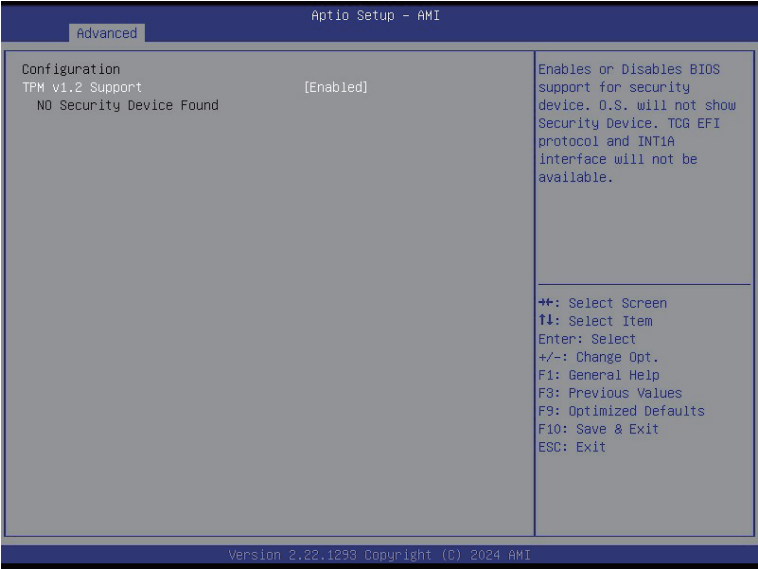 Aptio Setup – AMI
Advanced
Configuration
TPM v1.2 Support [Enabled]
NO Security Device Found
Enables or Disables BIOS
support for security
device. O.S. will not show
Security Device. TCG EFI
protocol and INT1A
interface will not be
available.
→←: Select Screen
↑↓: Select Item
Enter: Select
+/-: Change Opt.
F1: General Help
F3: Previous Values
F9: Optimized Defaults
F10: Save & Exit
ESC: Exit
Version 2.22.1293 Copyright (C) 2024 AMI